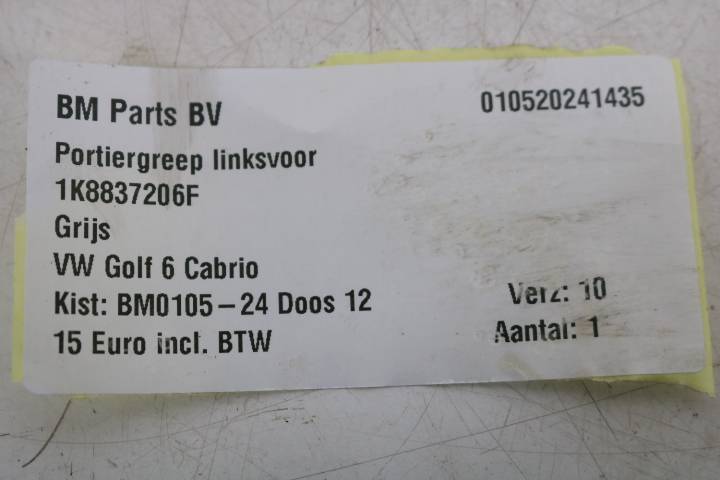 BM Parts BV
010520241435
Portiergreep linksvoor
1K8837206F
Grijs
VW Golf 6 Cabrio
Kist: BM0105-24 Doos 12
Verz: 10
15 Euro incl. BTW
Aantal: 1